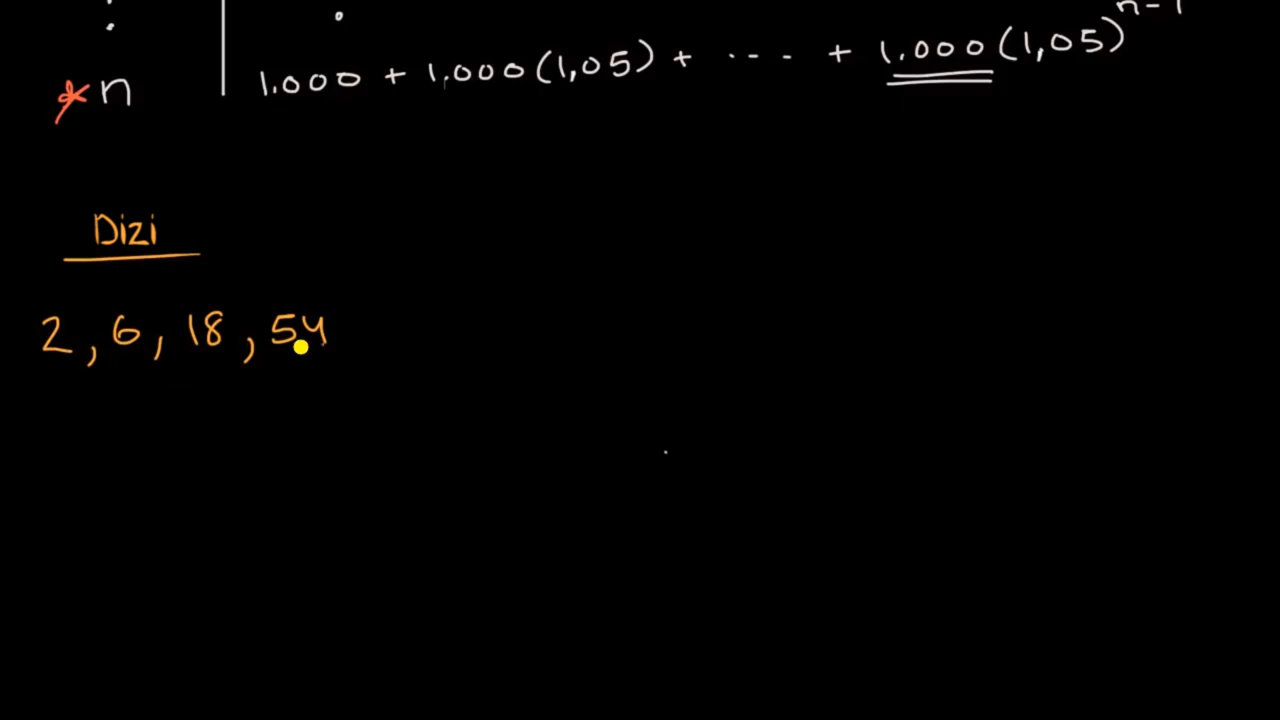 n-1
n 1.000 + 1.000(1,05) + ---- + 1.000(1,05)
Dizi
2, 6, 18, 54